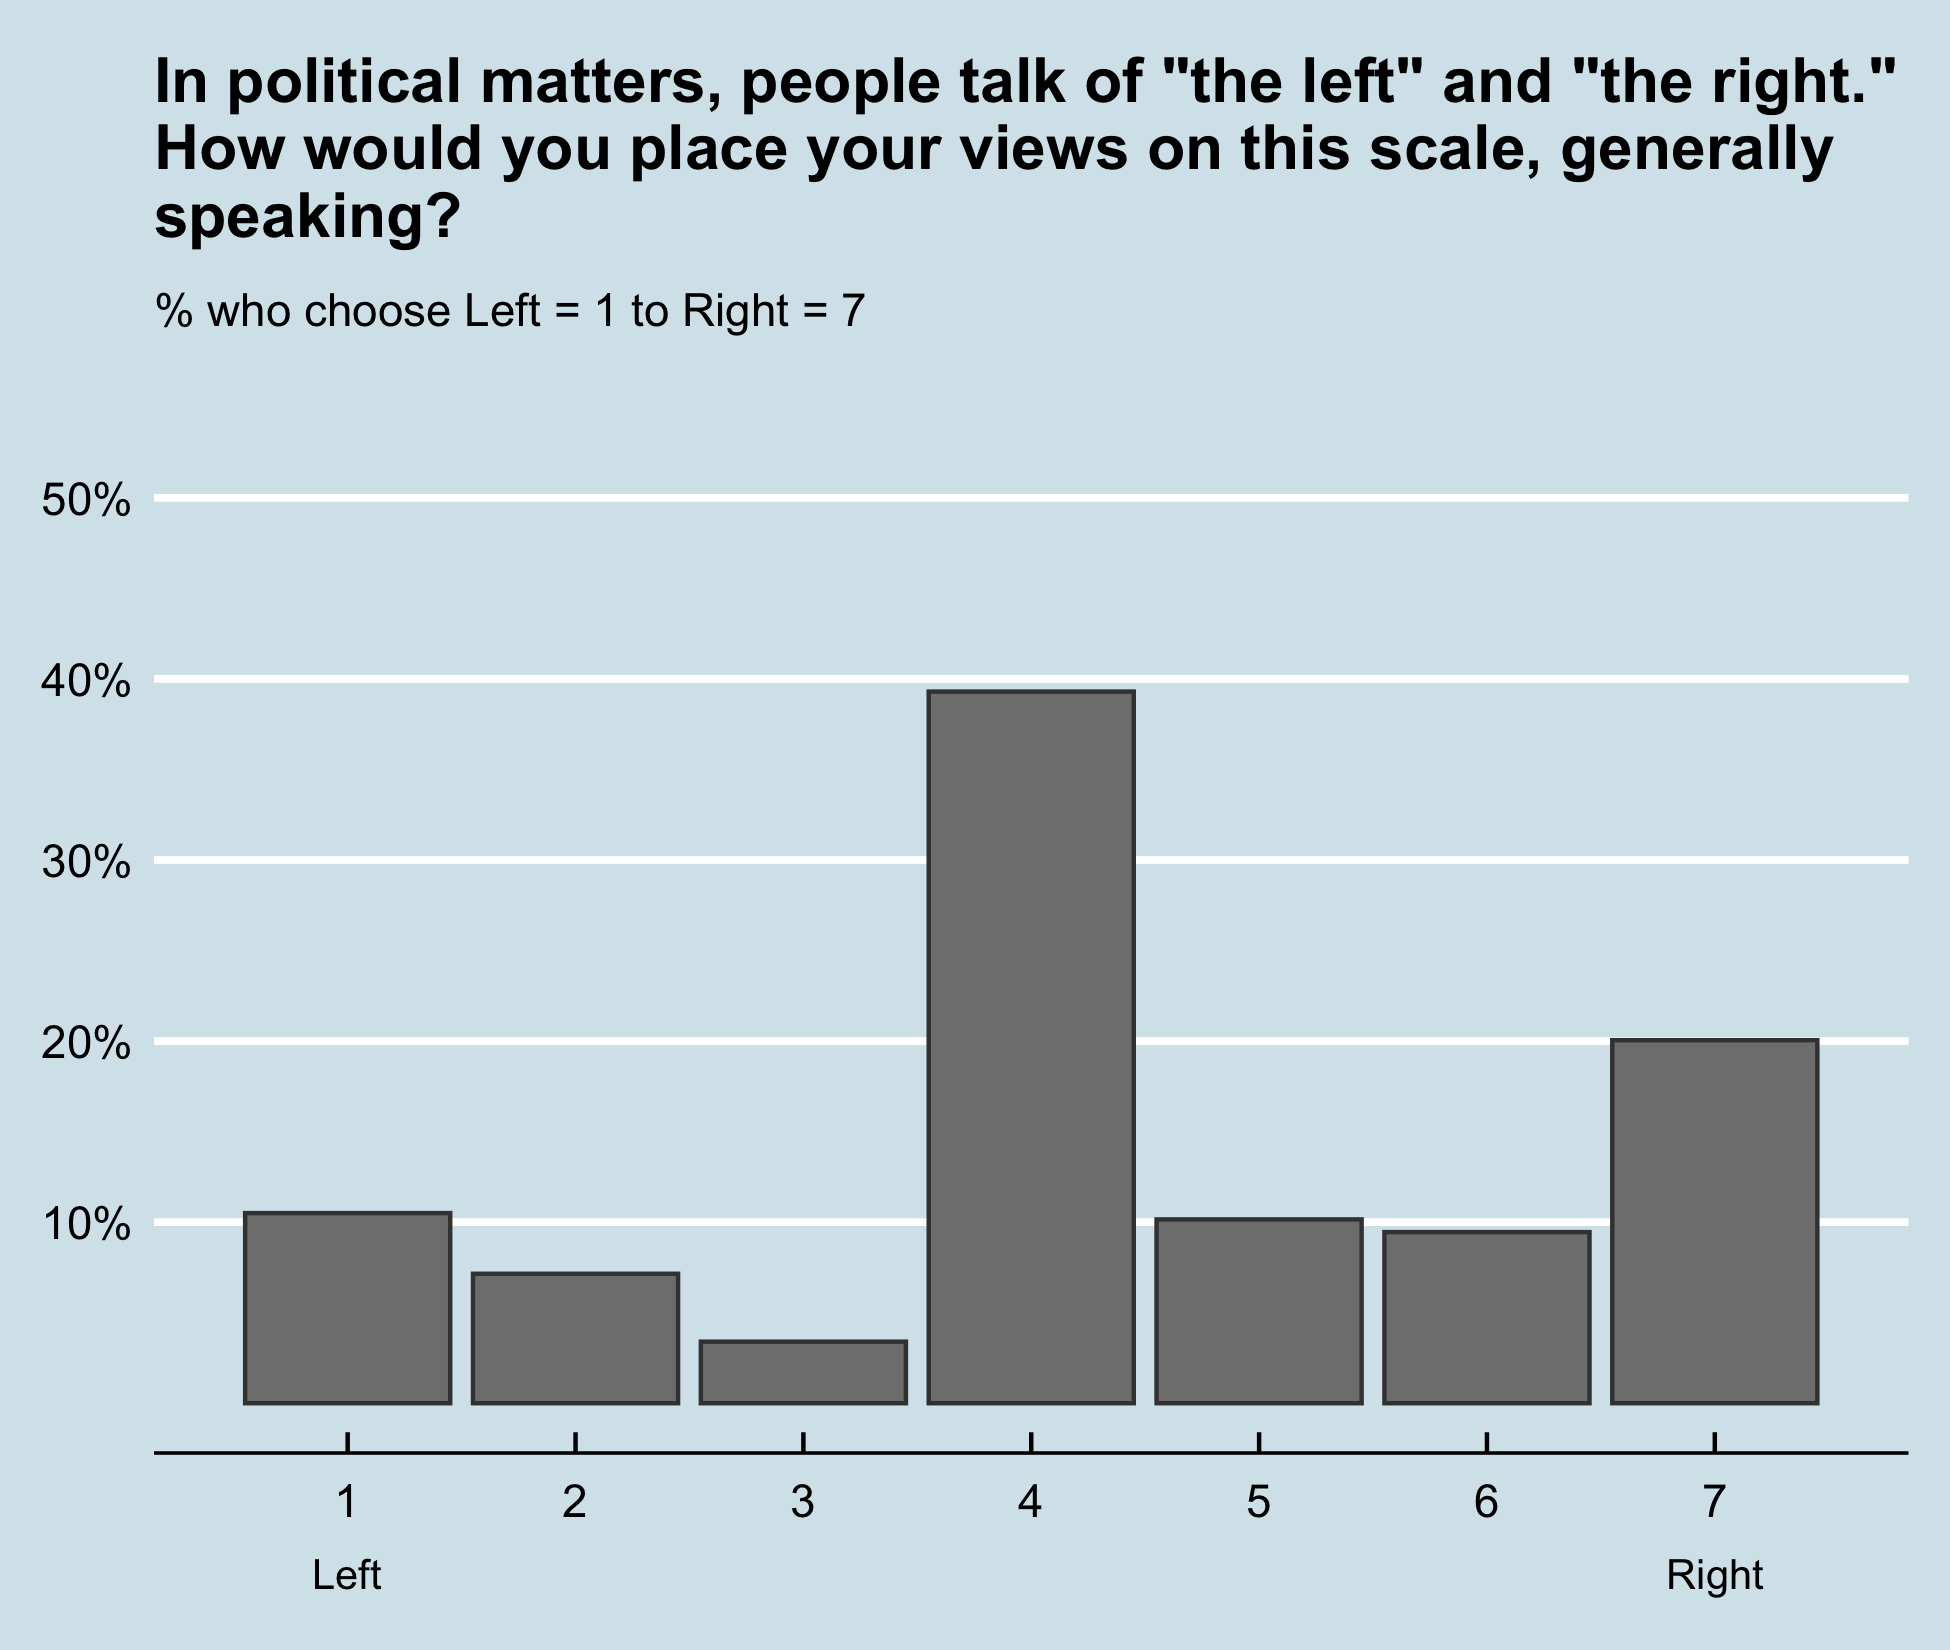 In political matters, people talk of "the left" and "the right."
How would you place your views on this scale, generally
speaking?
% who choose Left = 1 to Right = 7
50%
40%
30%
20%
10%
1 2 3 4 5 6 7
Left Right